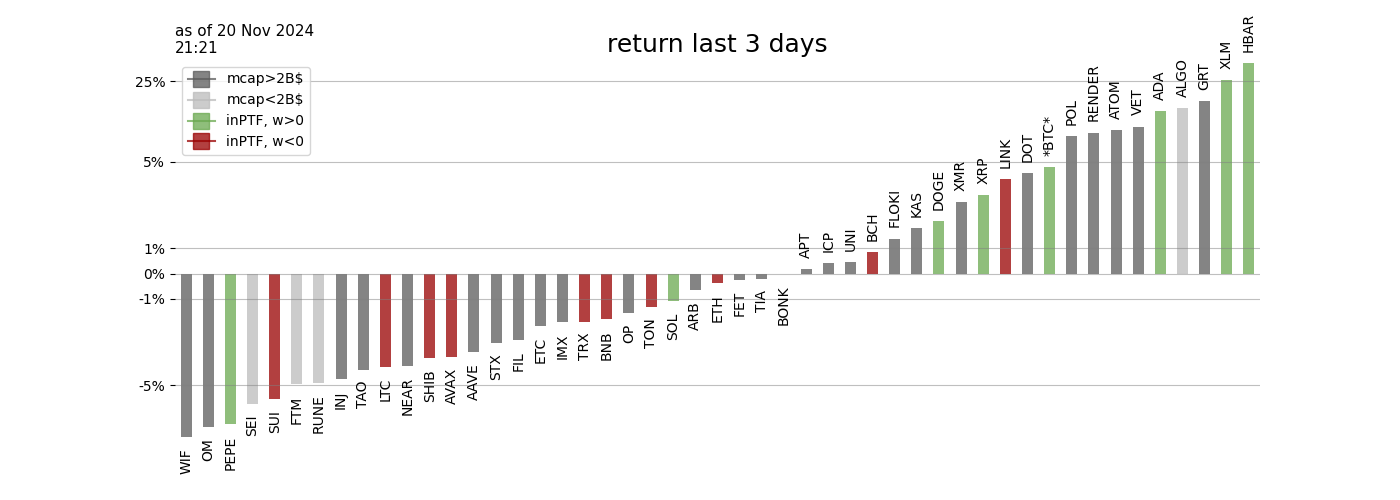 as of 20 Nov 2024
21:21
return last 3 days
mcap>2B$
mcap<2B$
inPTF, w>0
inPTF, w<0
25%
5%
1%
0%
-1%
-5%
WIF
OM
PEPE
SEI
SUI
FTM
RUNE
INJ
TAO
LTC
NEAR
SHIB
AVAX
AAVE
STX
FIL
ETC
IMX
TRX
BNB
OP
TON
SOL
ARB
ETH
FET
TIA
BONK
APT
ICP
UNI
BCH
FLOKI
KAS
DOGE
XMR
XRP
LINK
DOT
*BTC*
POL
RENDER
ATOM
VET
ADA
ALGO
GRT
XLM
HBAR